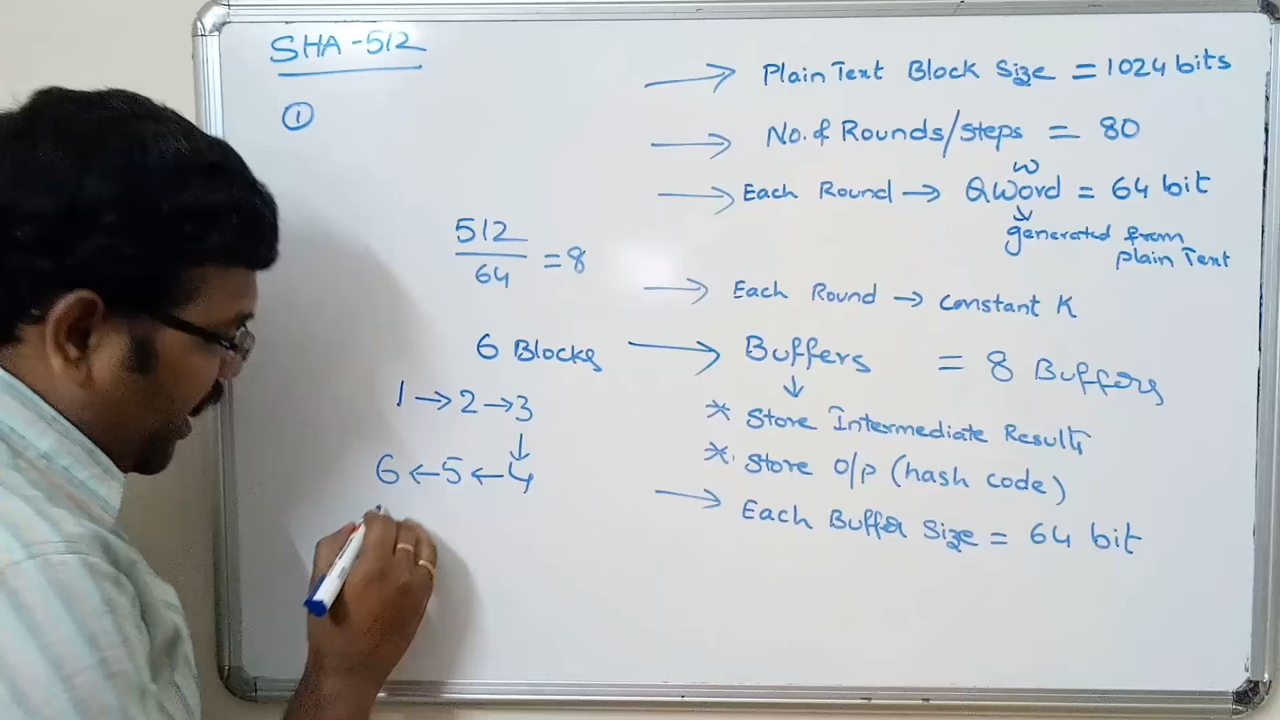 SHA-512
①
→ Plain Text Block Size = 1024 bits
→ No. of Rounds/steps = 80
w
→ Each Round → QWord = 64 bit
↓
generated from
plain Text
512
64
= 8
→ Each Round → Constant K
6 Blocks → Buffers = 8 Buffers
↓
1 → 2 → 3
↓
6 ← 5 ← 4
* Store Intermediate Results
* Store O/P (hash code)
→ Each Buffer Size = 64 bit